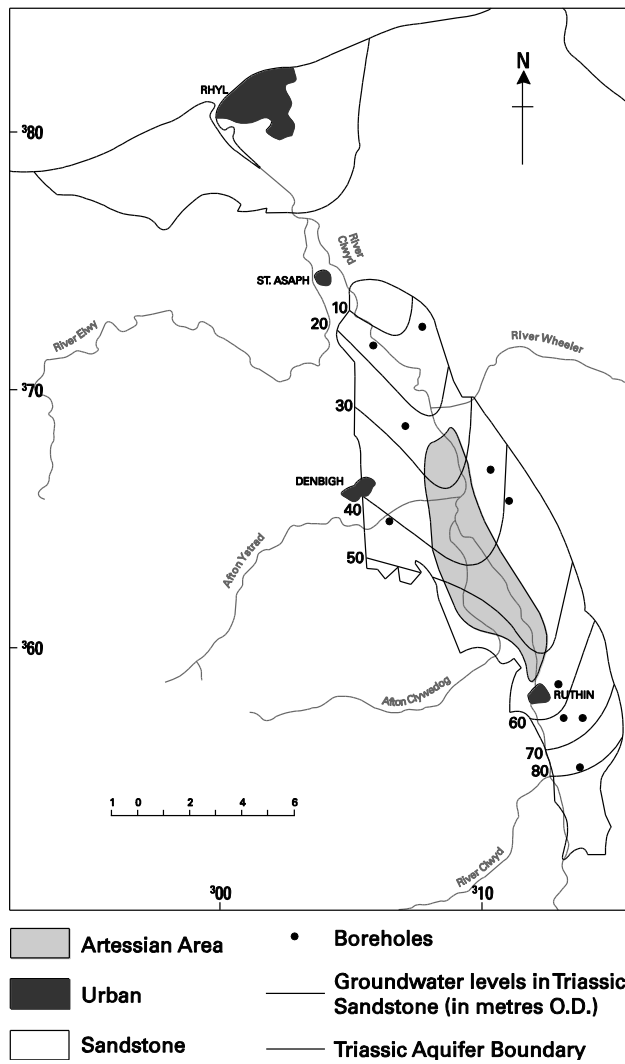 N
RHYL
³80
River Clwyd
ST. ASAPH
10
20
River Elwy
River Wheeler
³70
30
DENBIGH
40
Afton Ystrad
50
³60
Afton Clywedog
RUTHIN
60
70
80
1 0 2 4 6
River Clwyd
³00
³10
Artessian Area
Boreholes
Urban
Groundwater levels in Triassic
Sandstone (in metres O.D.)
Sandstone
Triassic Aquifer Boundary